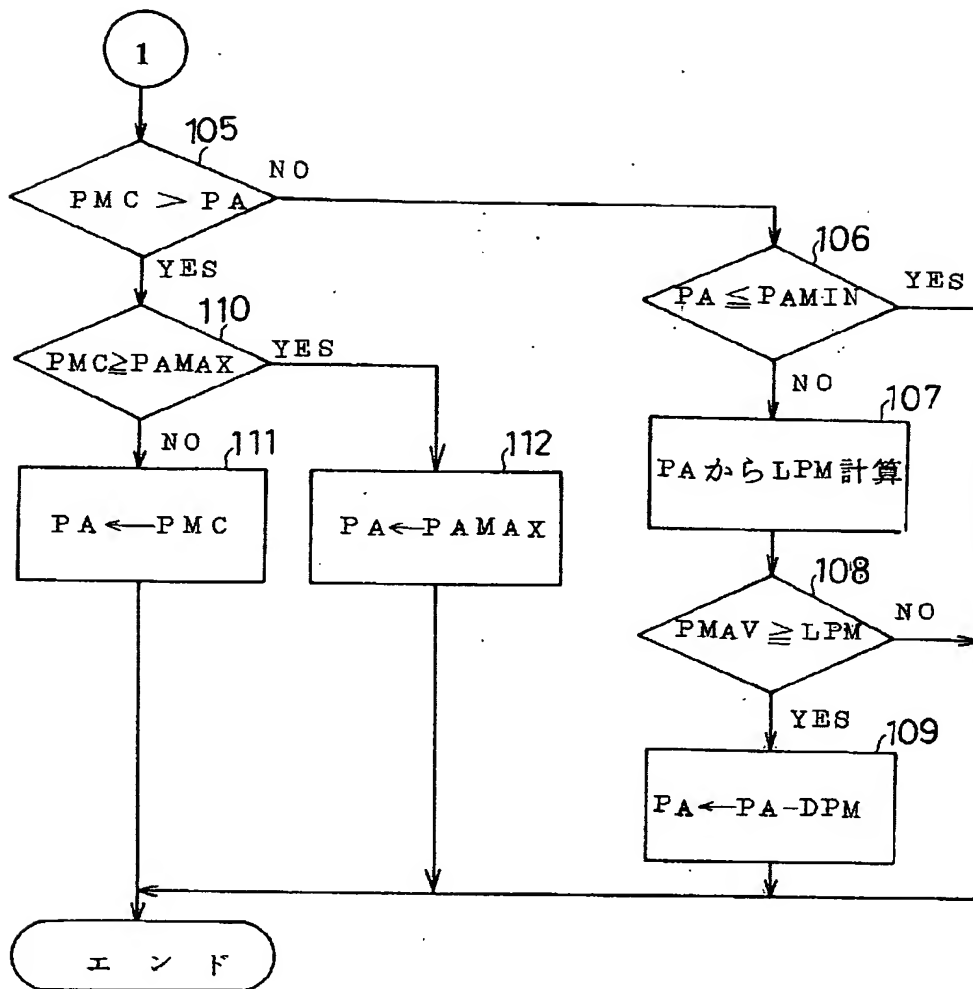 1
105
PMC > PA
NO
YES
106
PA ≦ PAMIN
YES
NO
110
PMC≧PAMAX
YES
NO
107
PAからLPM計算
111
PA←PMC
112
PA←PAMAX
108
PMAV ≧ LPM
NO
YES
109
PA←PA-DPM
エンド